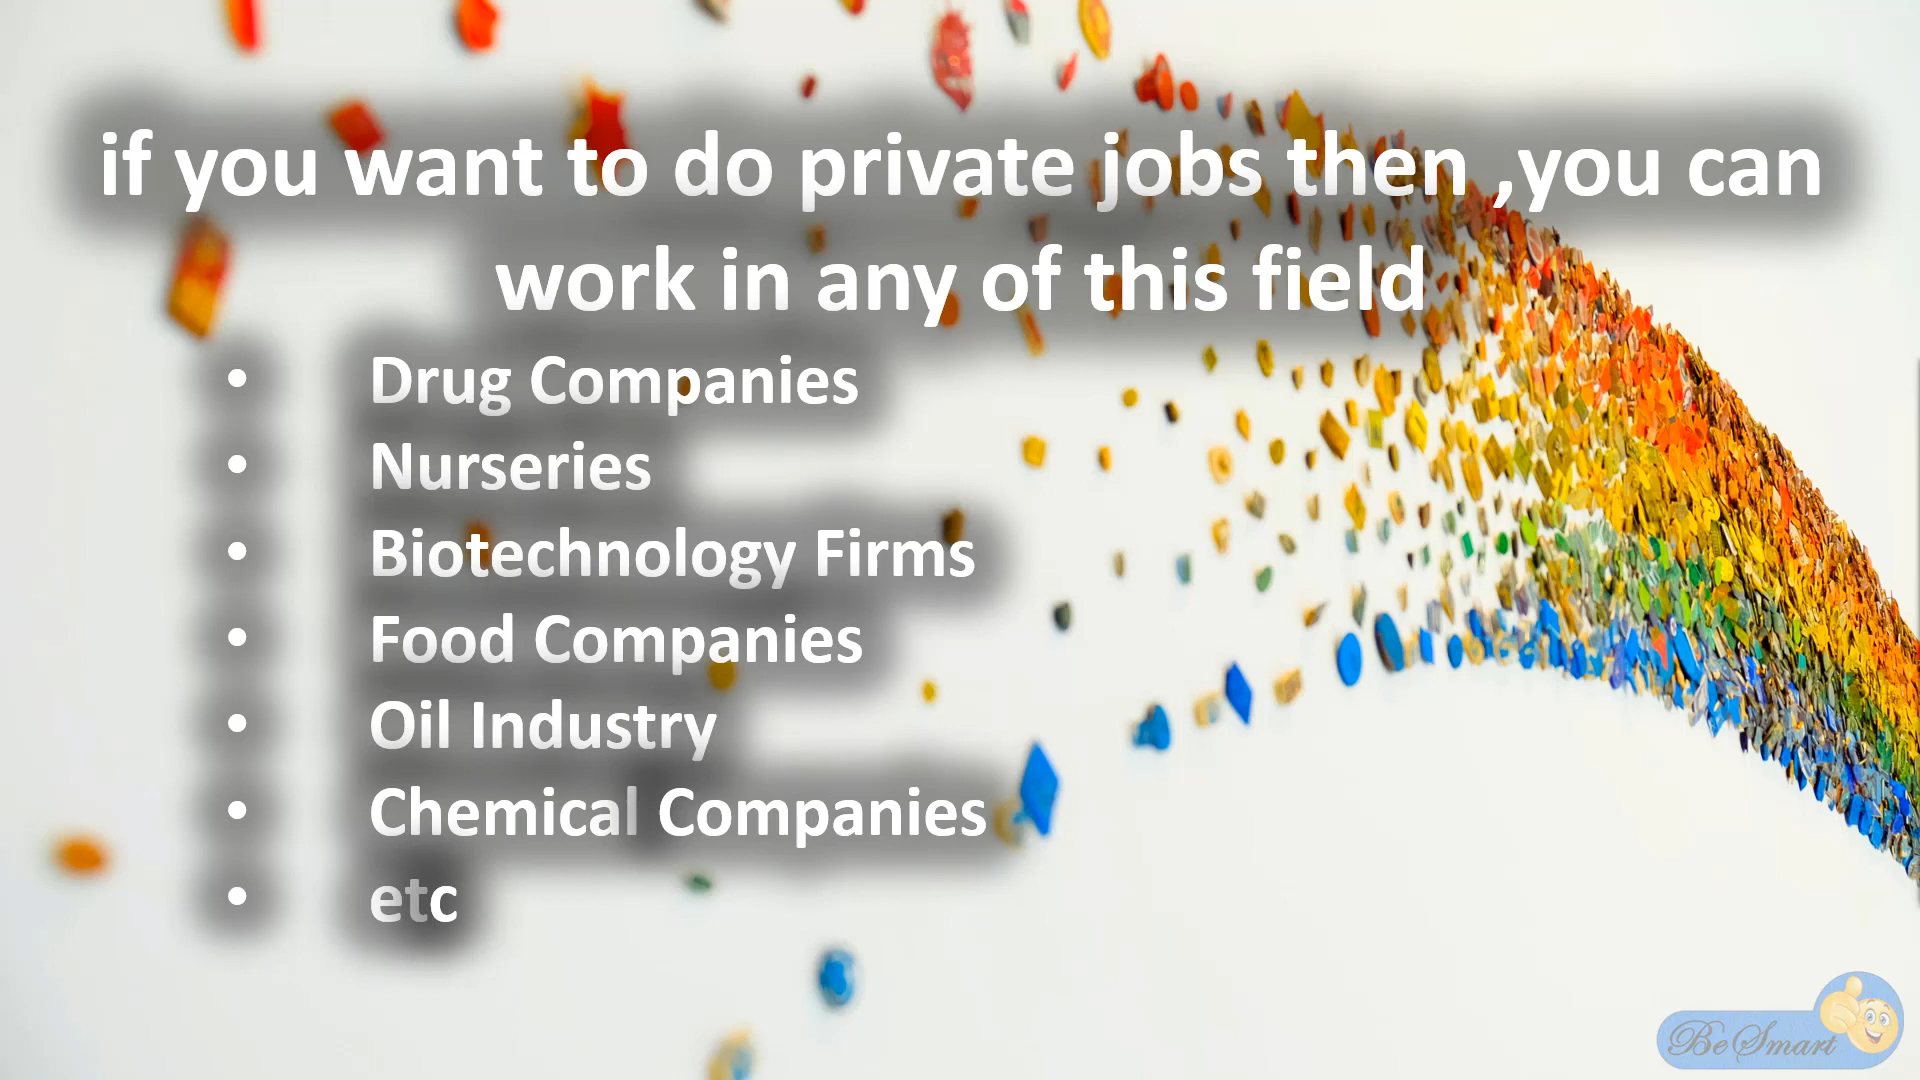 if you want to do private jobs then ,you can
work in any of this field
• Drug Companies
• Nurseries
• Biotechnology Firms
• Food Companies
• Oil Industry
• Chemical Companies
• etc
Be Smart